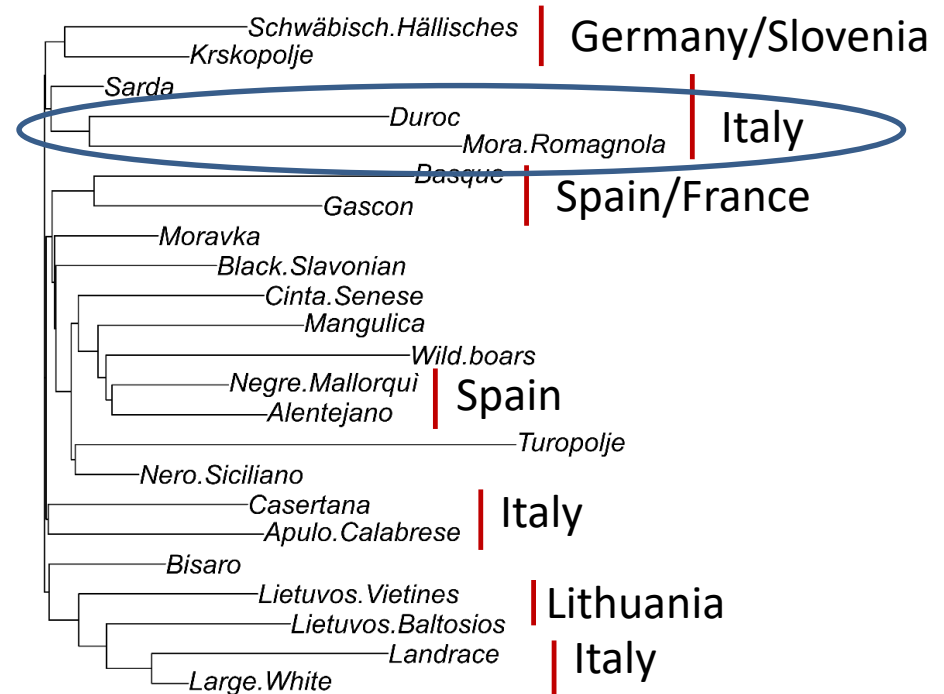 Schwäbisch.Hällisches
Germany/Slovenia
Krskopolje
Sarda
Duroc
Italy
Mora.Romagnola
Basque
Spain/France
Gascon
Moravka
Black.Slavonian
Cinta.Senese
Mangulica
Wild.boars
Negre.Mallorquì
Spain
Alentejano
Turopolje
Nero.Siciliano
Casertana
Italy
Apulo.Calabrese
Bisaro
Lietuvos.Vietines
Lithuania
Lietuvos.Baltosios
Landrace
Italy
Large.White